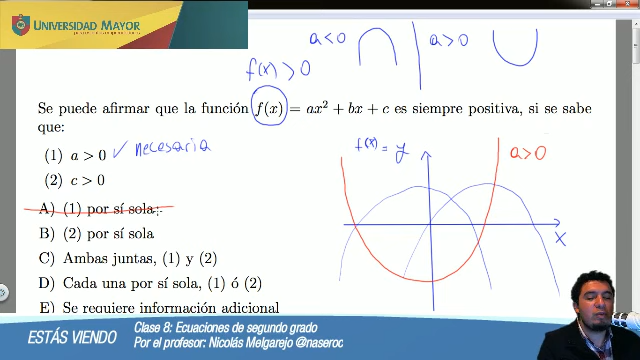 UNIVERSIDAD MAYOR
a<0
a>0
f(x) > 0
Se puede afirmar que la función f(x) = ax² + bx + c es siempre positiva, si se sabe
que:
(1) a > 0 ✓ necesaria
(2) c > 0
A) (1) por sí sola
B) (2) por sí sola
C) Ambas juntas, (1) y (2)
D) Cada una por sí sola, (1) ó (2)
E) Se requiere información adicional
f(x) = y
a>0
x
ESTÁS VIENDO
Clase 8: Ecuaciones de segundo grado
Por el profesor: Nicolás Melgarejo @naseroc